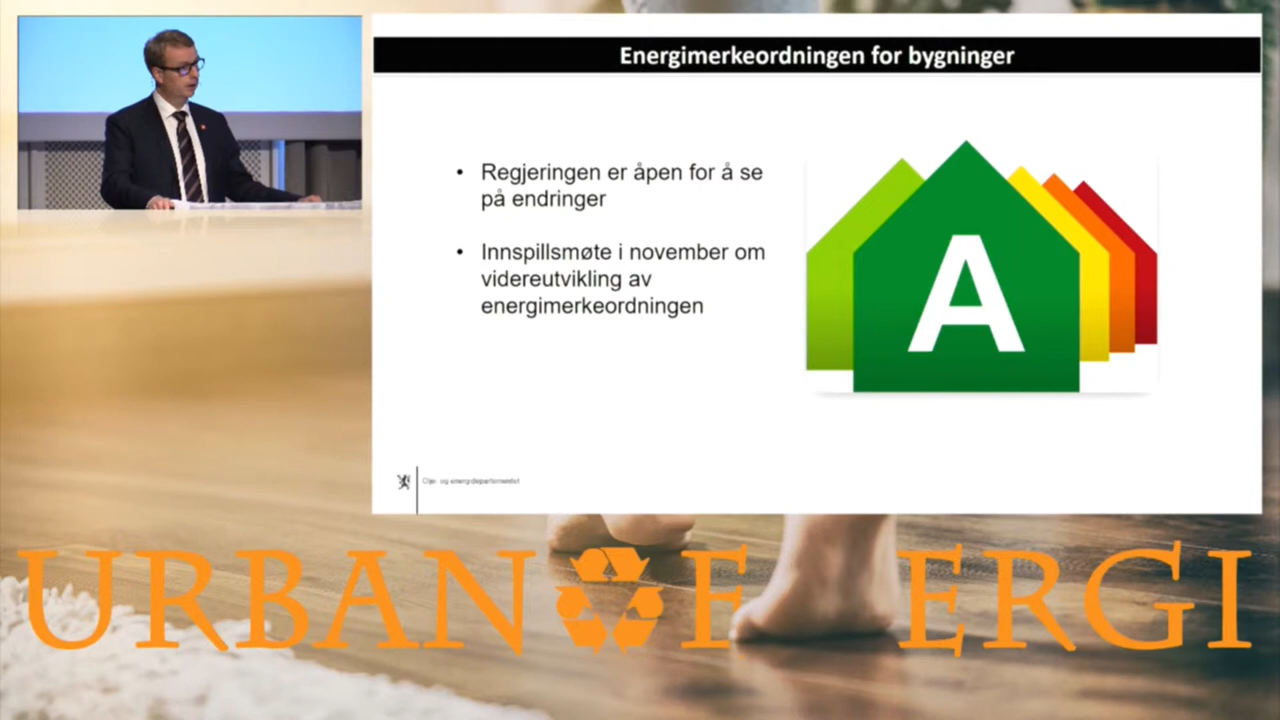 Energimerkeordningen for bygninger
• Regjeringen er åpen for å se
på endringer
• Innspillsmøte i november om
videreutvikling av
energimerkeordningen
A
Olje- og energidepartementet
URBAN ENERGI